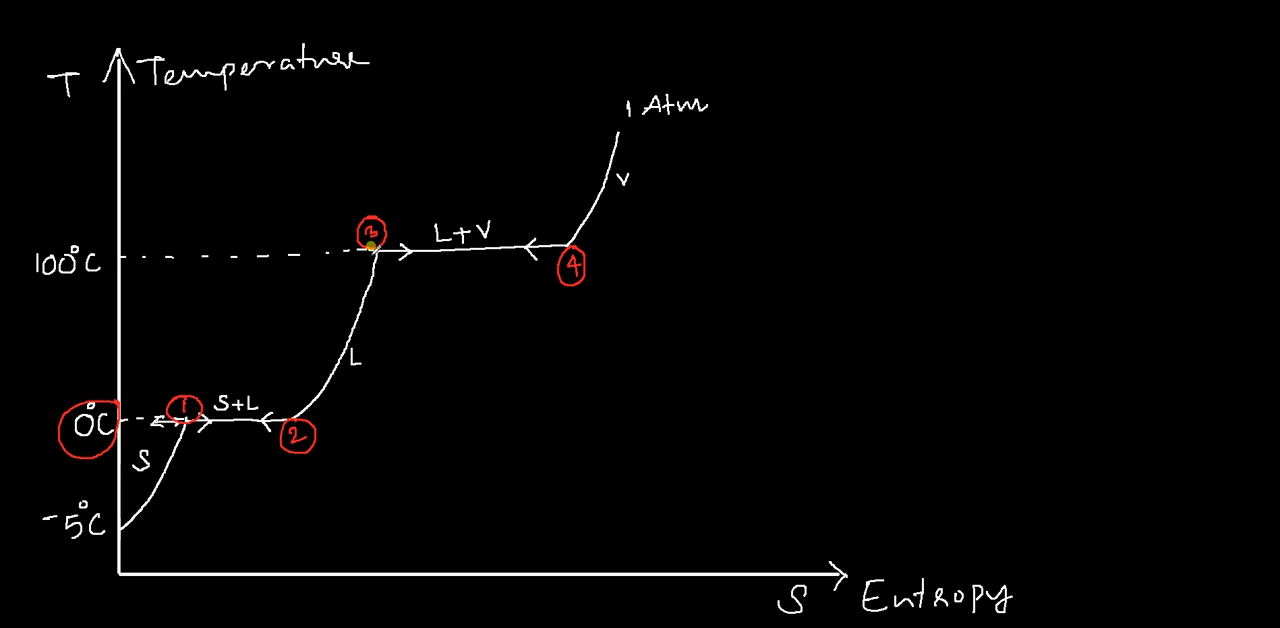 T Temperature
1 Atm
V
3
L+V
100°C
4
L
1
S+L
0°C
2
S
-5°C
S Entropy